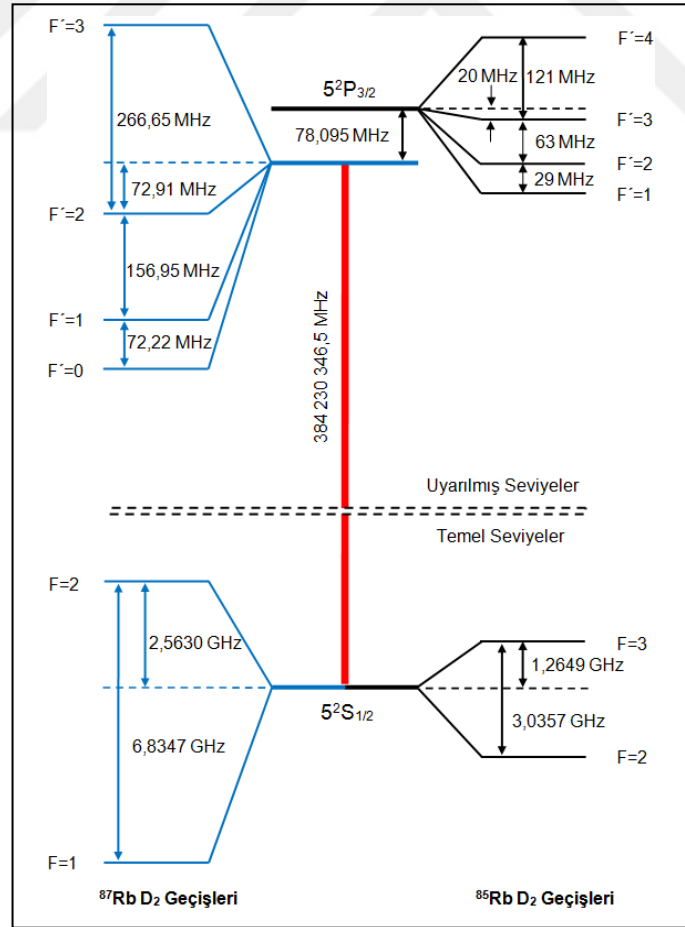 F´=3
F´=4
5²P₃/₂
20 MHz
121 MHz
266,65 MHz
78,095 MHz
F´=3
63 MHz
F´=2
72,91 MHz
29 MHz
F´=1
F´=2
156,95 MHz
F´=1
72,22 MHz
F´=0
384 230 346,5 MHz
Uyarılmış Seviyeler
Temel Seviyeler
F=2
2,5630 GHz
F=3
1,2649 GHz
5²S₁/₂
3,0357 GHz
6,8347 GHz
F=2
F=1
⁸⁷Rb D₂ Geçişleri
⁸⁵Rb D₂ Geçişleri